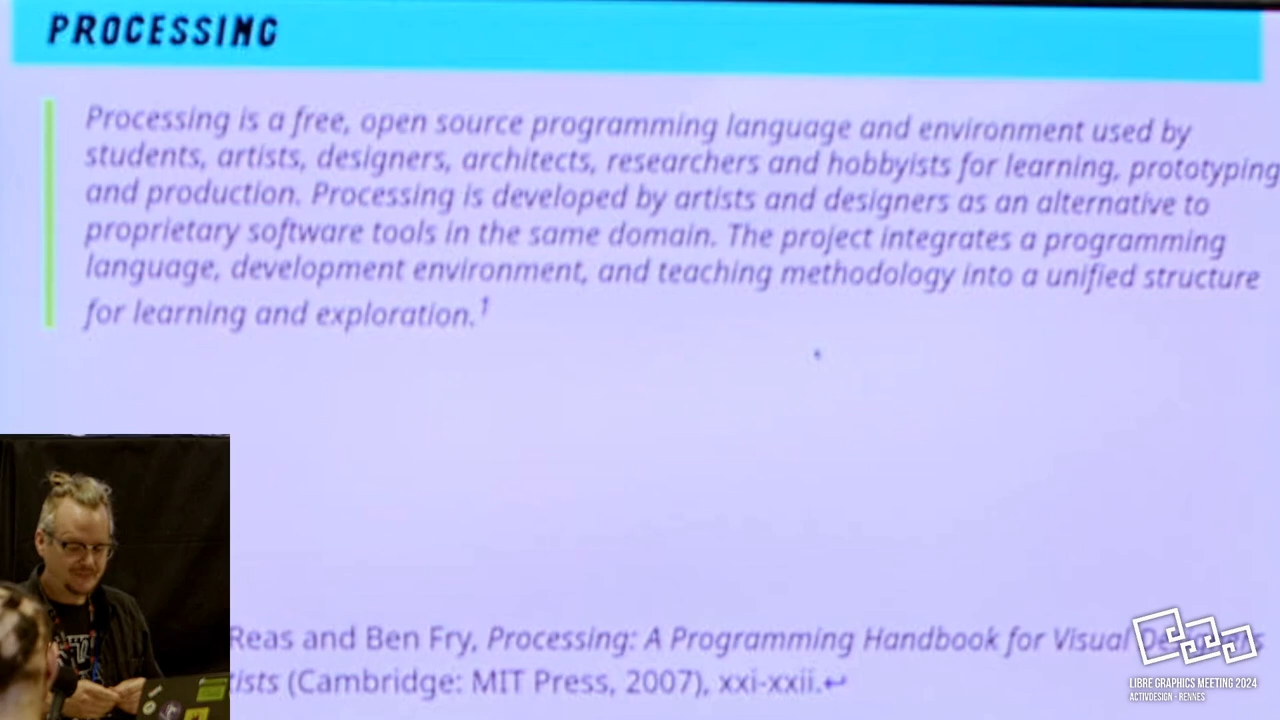 PROCESSING
Processing is a free, open source programming language and environment used by
students, artists, designers, architects, researchers and hobbyists for learning, prototyping
and production. Processing is developed by artists and designers as an alternative to
proprietary software tools in the same domain. The project integrates a programming
language, development environment, and teaching methodology into a unified structure
for learning and exploration.1
Reas and Ben Fry, Processing: A Programming Handbook for Visual
tists (Cambridge: MIT Press, 2007), xxi-xxii.↩
LIBRE GRAPHICS MEETING 2024
ACTIVDESIGN - RENNES